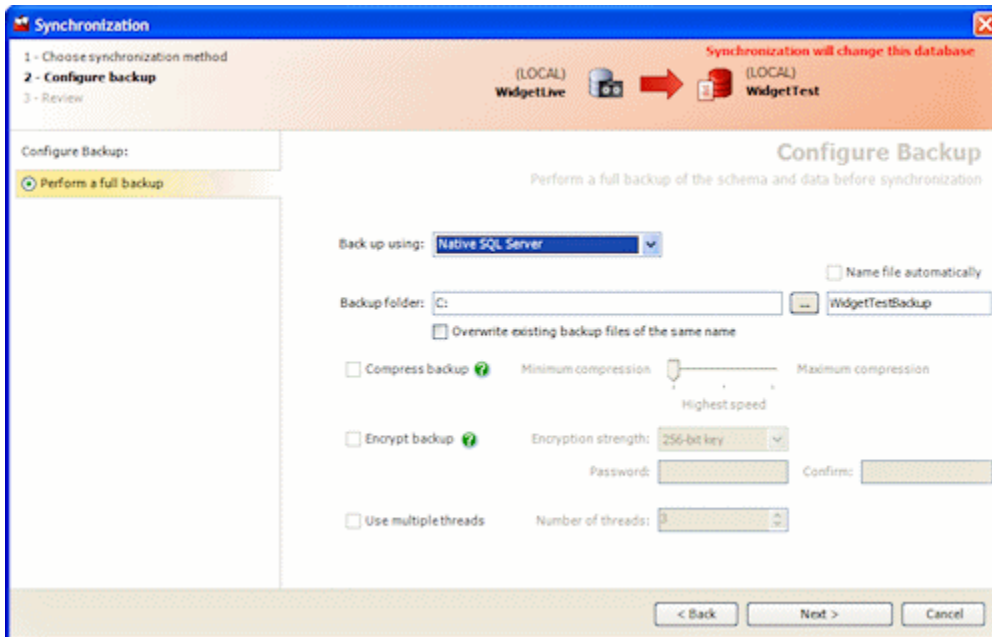 Synchronization
1 - Choose synchronization method
2 - Configure backup
3 - Review
Synchronization will change this database
(LOCAL)
WidgetLive
(LOCAL)
WidgetTest
Configure Backup:
Perform a full backup
Configure Backup
Perform a full backup of the schema and data before synchronization
Back up using: Native SQL Server
Name file automatically
Backup folder: C: ... WidgetTestBackup
Overwrite existing backup files of the same name
Compress backup ? Minimum compression Maximum compression
Highest speed
Encrypt backup ? Encryption strength: 256-bit key
Password: Confirm:
Use multiple threads Number of threads: 3
< Back Next > Cancel